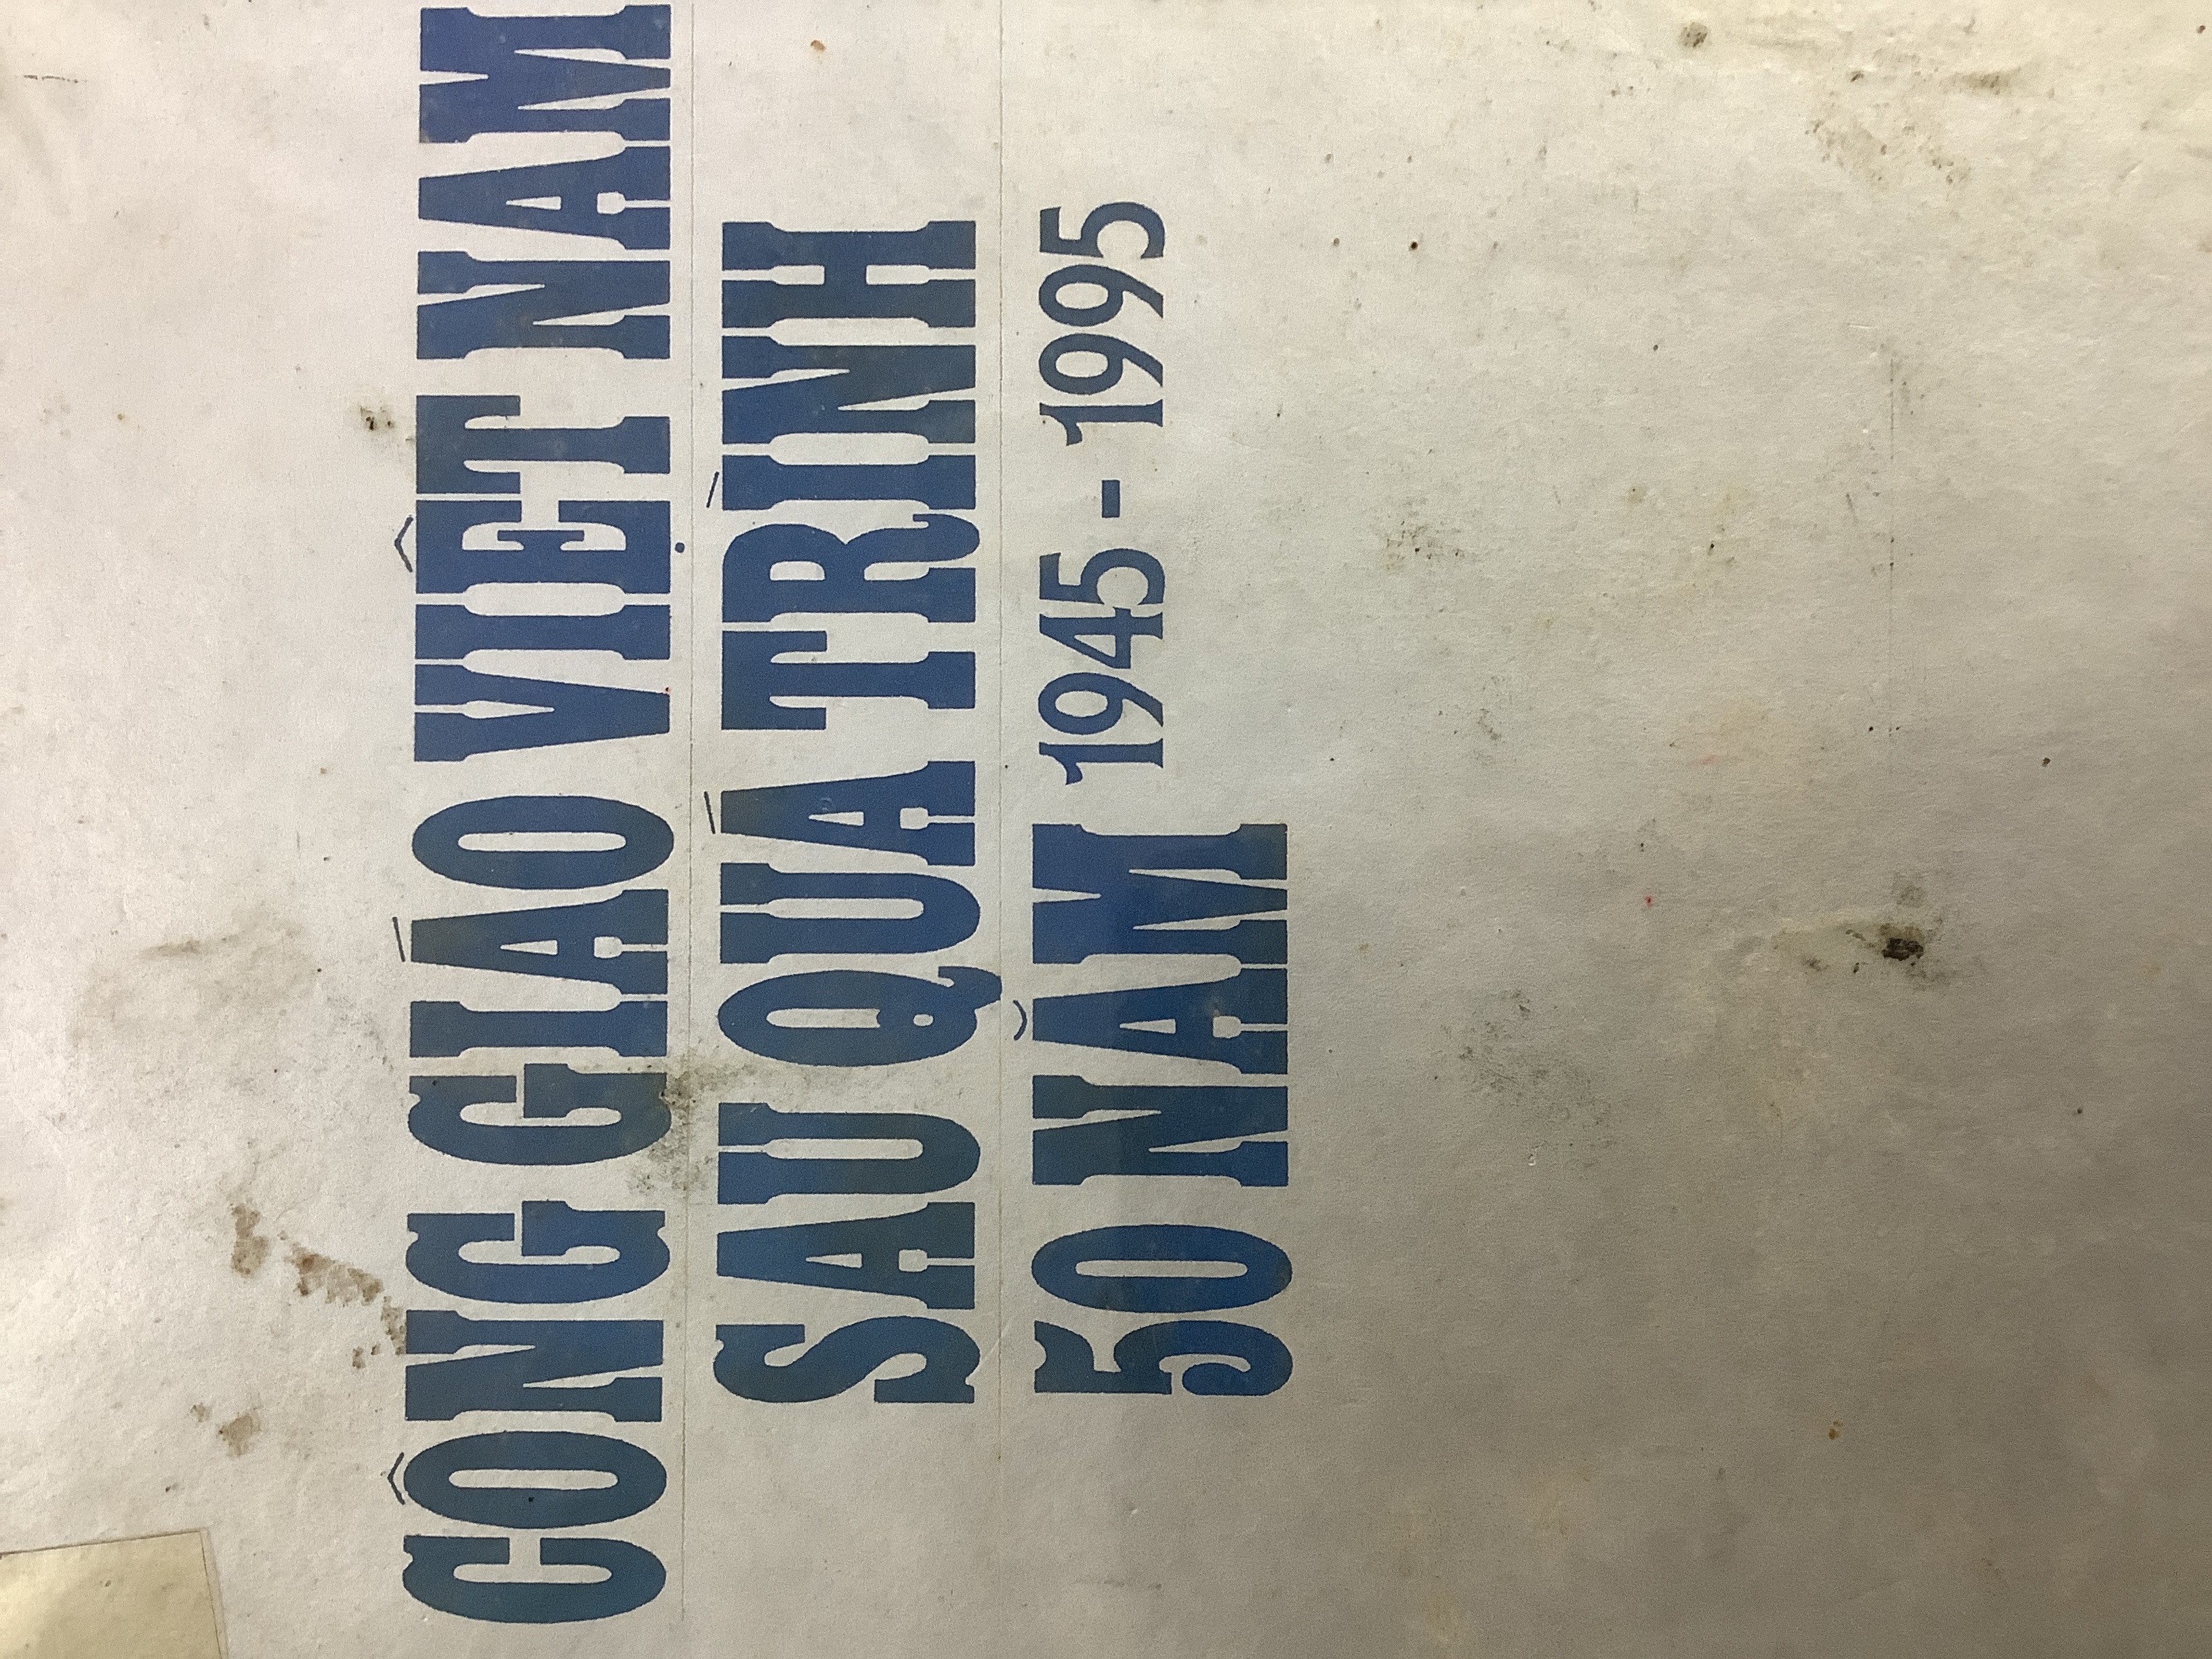 CÔNG GIÁO VIỆT NAM
SAU QUÁ TRÌNH
50 NĂM 1945 - 1995